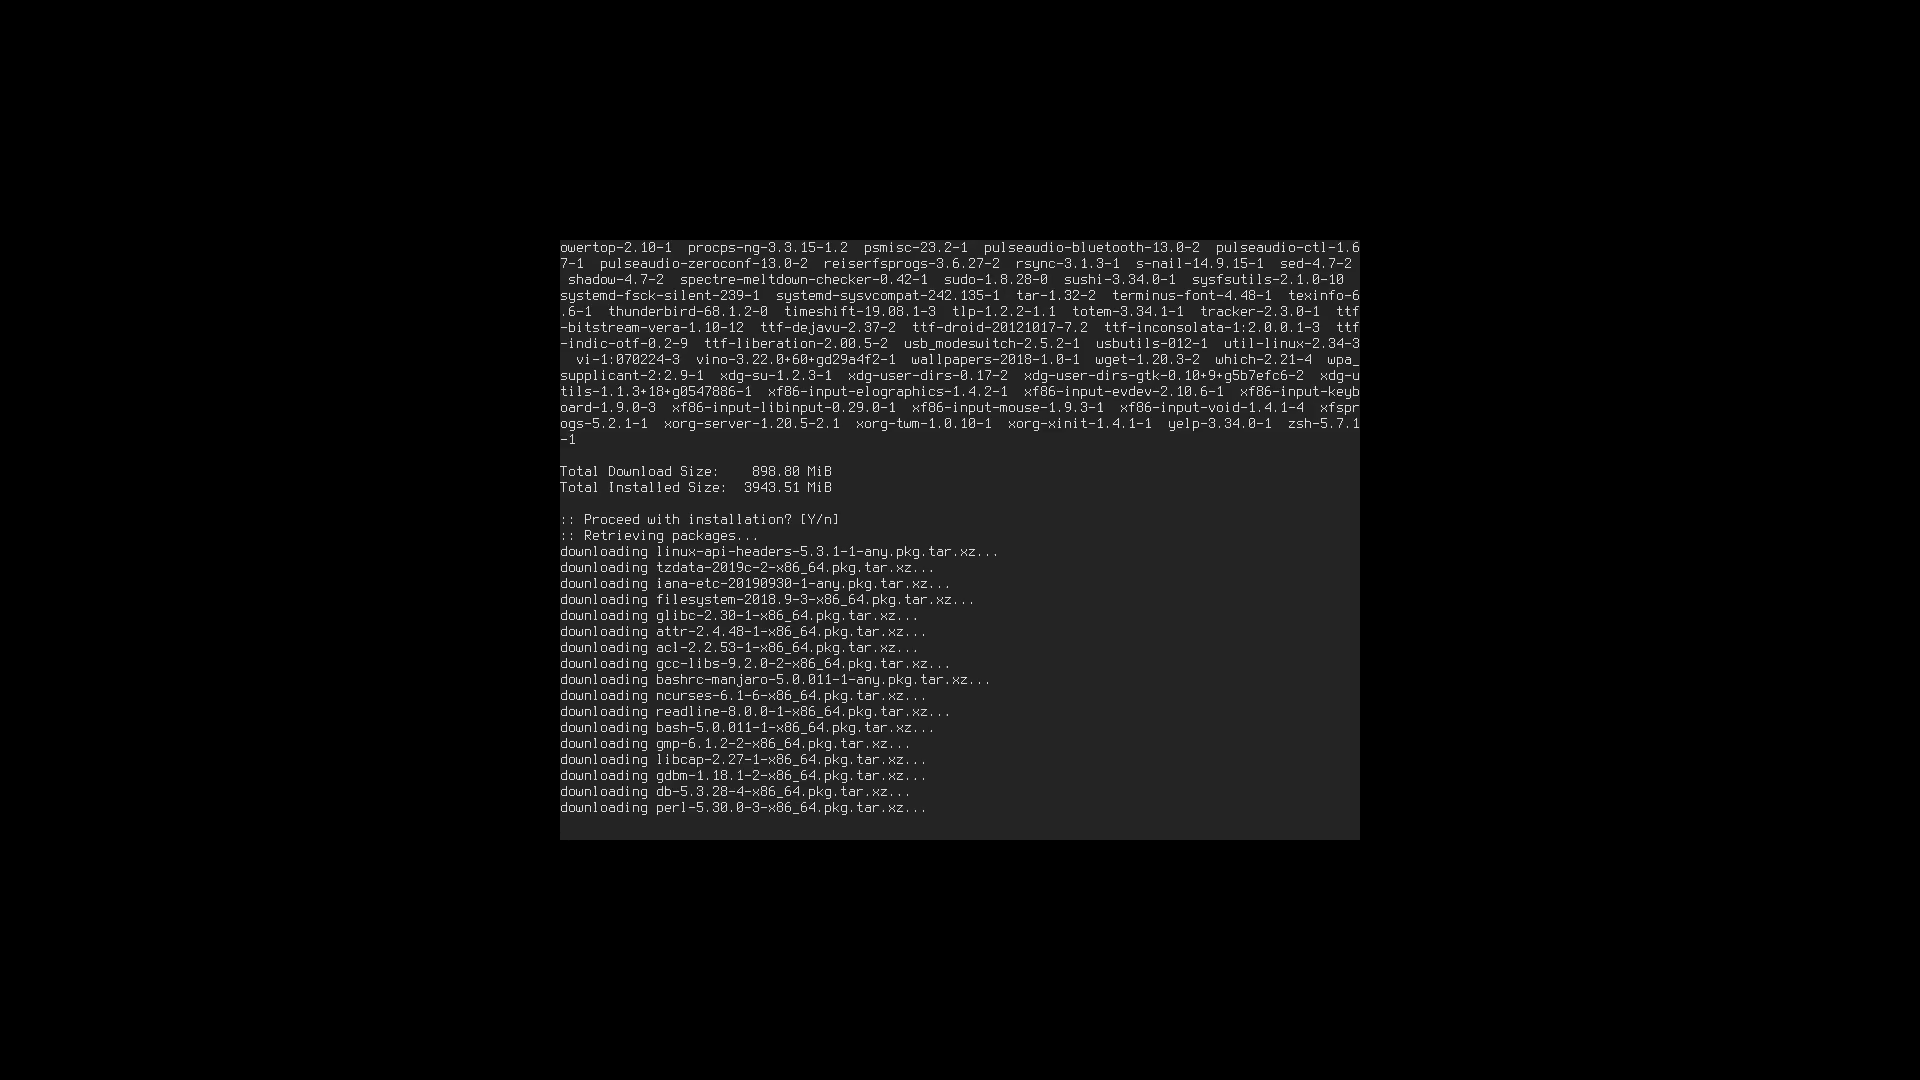 owertop-2.10-1  procps-ng-3.3.15-1.2  psmisc-23.2-1  pulseaudio-bluetooth-13.0-2  pulseaudio-ctl-1.6
7-1  pulseaudio-zeroconf-13.0-2  reiserfsprogs-3.6.27-2  rsync-3.1.3-1  s-nail-14.9.15-1  sed-4.7-2
 shadow-4.7-2  spectre-meltdown-checker-0.42-1  sudo-1.8.28-0  sushi-3.34.0-1  sysfsutils-2.1.0-10
systemd-fsck-silent-239-1  systemd-sysvcompat-242.135-1  tar-1.32-2  terminus-font-4.48-1  texinfo-6
.6-1  thunderbird-68.1.2-0  timeshift-19.08.1-3  tlp-1.2.2-1.1  totem-3.34.1-1  tracker-2.3.0-1  ttf
-bitstream-vera-1.10-12  ttf-dejavu-2.37-2  ttf-droid-20121017-7.2  ttf-inconsolata-1:2.0.0.1-3  ttf
-indic-otf-0.2-9  ttf-liberation-2.00.5-2  usb_modeswitch-2.5.2-1  usbutils-012-1  util-linux-2.34-3
  vi-1:070224-3  vino-3.22.0+60+gd29a4f2-1  wallpapers-2018-1.0-1  wget-1.20.3-2  which-2.21-4  wpa_
supplicant-2:2.9-1  xdg-su-1.2.3-1  xdg-user-dirs-0.17-2  xdg-user-dirs-gtk-0.10+9+g5b7efc6-2  xdg-u
tils-1.1.3+18+g0547886-1  xf86-input-elographics-1.4.2-1  xf86-input-evdev-2.10.6-1  xf86-input-keyb
oard-1.9.0-3  xf86-input-libinput-0.29.0-1  xf86-input-mouse-1.9.3-1  xf86-input-void-1.4.1-4  xfspr
ogs-5.2.1-1  xorg-server-1.20.5-2.1  xorg-twm-1.0.10-1  xorg-xinit-1.4.1-1  yelp-3.34.0-1  zsh-5.7.1
-1
Total Download Size:    898.80 MiB
Total Installed Size:  3943.51 MiB
:: Proceed with installation? [Y/n]
:: Retrieving packages...
downloading linux-api-headers-5.3.1-1-any.pkg.tar.xz...
downloading tzdata-2019c-2-x86_64.pkg.tar.xz...
downloading iana-etc-20190930-1-any.pkg.tar.xz...
downloading filesystem-2018.9-3-x86_64.pkg.tar.xz...
downloading glibc-2.30-1-x86_64.pkg.tar.xz...
downloading attr-2.4.48-1-x86_64.pkg.tar.xz...
downloading acl-2.2.53-1-x86_64.pkg.tar.xz...
downloading gcc-libs-9.2.0-2-x86_64.pkg.tar.xz...
downloading bashrc-manjaro-5.0.011-1-any.pkg.tar.xz...
downloading ncurses-6.1-6-x86_64.pkg.tar.xz...
downloading readline-8.0.0-1-x86_64.pkg.tar.xz...
downloading bash-5.0.011-1-x86_64.pkg.tar.xz...
downloading gmp-6.1.2-2-x86_64.pkg.tar.xz...
downloading libcap-2.27-1-x86_64.pkg.tar.xz...
downloading gdbm-1.18.1-2-x86_64.pkg.tar.xz...
downloading db-5.3.28-4-x86_64.pkg.tar.xz...
downloading perl-5.30.0-3-x86_64.pkg.tar.xz...